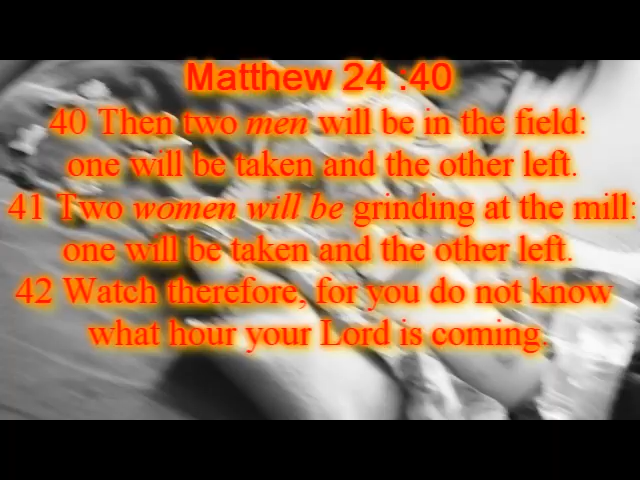 Matthew 24 :40
40 Then two men will be in the field:
one will be taken and the other left.
41 Two women will be grinding at the mill:
one will be taken and the other left.
42 Watch therefore, for you do not know
what hour your Lord is coming.